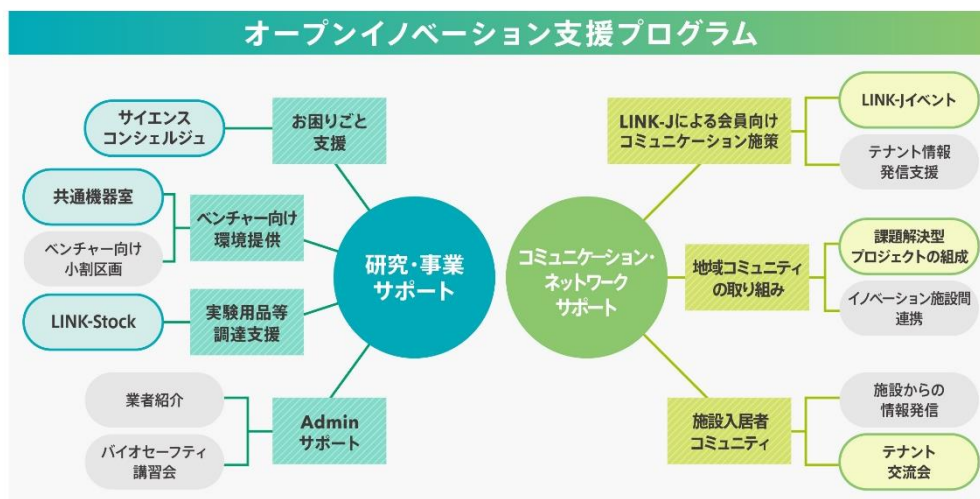 オープンイノベーション支援プログラム
サイエンス
コンシェルジュ
お困りごと
支援
共通機器室
ベンチャー向け
小割区画
ベンチャー向け
環境提供
LINK-Stock
実験用品等
調達支援
業者紹介
バイオセーフティ
講習会
Admin
サポート
研究・事業
サポート
コミュニケーション・
ネットワーク
サポート
LINK-Jによる会員向け
コミュニケーション施策
LINK-Jイベント
テナント情報
発信支援
地域コミュニティ
の取り組み
課題解決型
プロジェクトの組成
イノベーション施設間
連携
施設入居者
コミュニティ
施設からの
情報発信
テナント
交流会